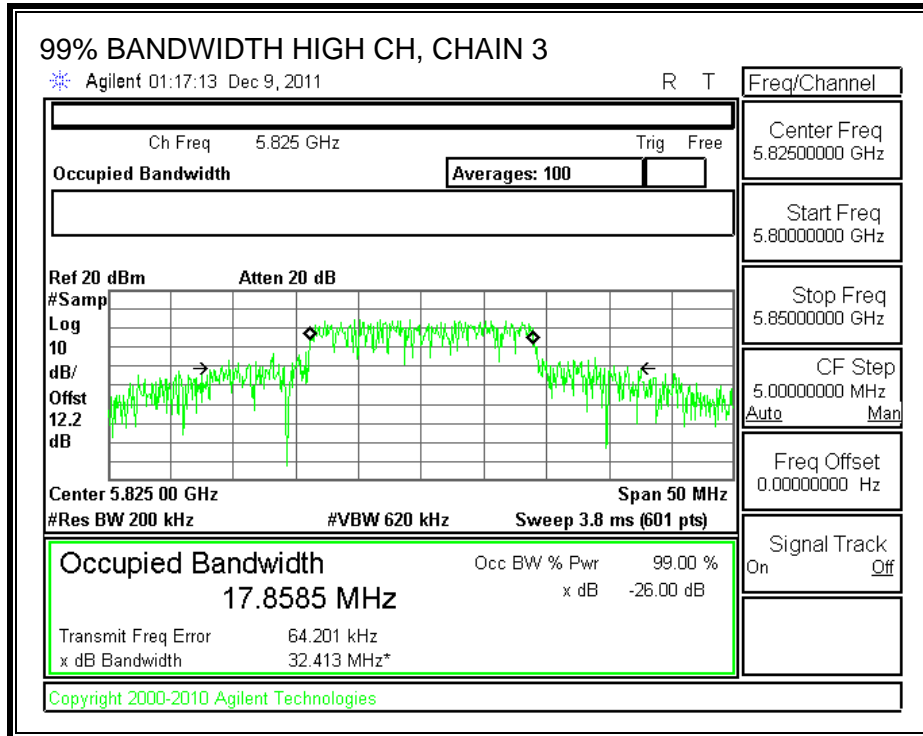 99% BANDWIDTH HIGH CH, CHAIN 3
Agilent 01:17:13 Dec 9, 2011 R T
Ch Freq 5.825 GHz Trig Free
Occupied Bandwidth Averages: 100
Ref 20 dBm Atten 20 dB
#Samp
Log
10
dB/
Offst
12.2
dB
Center 5.825 00 GHz Span 50 MHz
#Res BW 200 kHz #VBW 620 kHz Sweep 3.8 ms (601 pts)
Occupied Bandwidth Occ BW % Pwr 99.00 %
17.8585 MHz x dB -26.00 dB
Transmit Freq Error 64.201 kHz
x dB Bandwidth 32.413 MHz*
Copyright 2000-2010 Agilent Technologies
Freq/Channel
Center Freq
5.82500000 GHz
Start Freq
5.80000000 GHz
Stop Freq
5.85000000 GHz
CF Step
5.00000000 MHz
Auto Man
Freq Offset
0.00000000 Hz
Signal Track
On Off